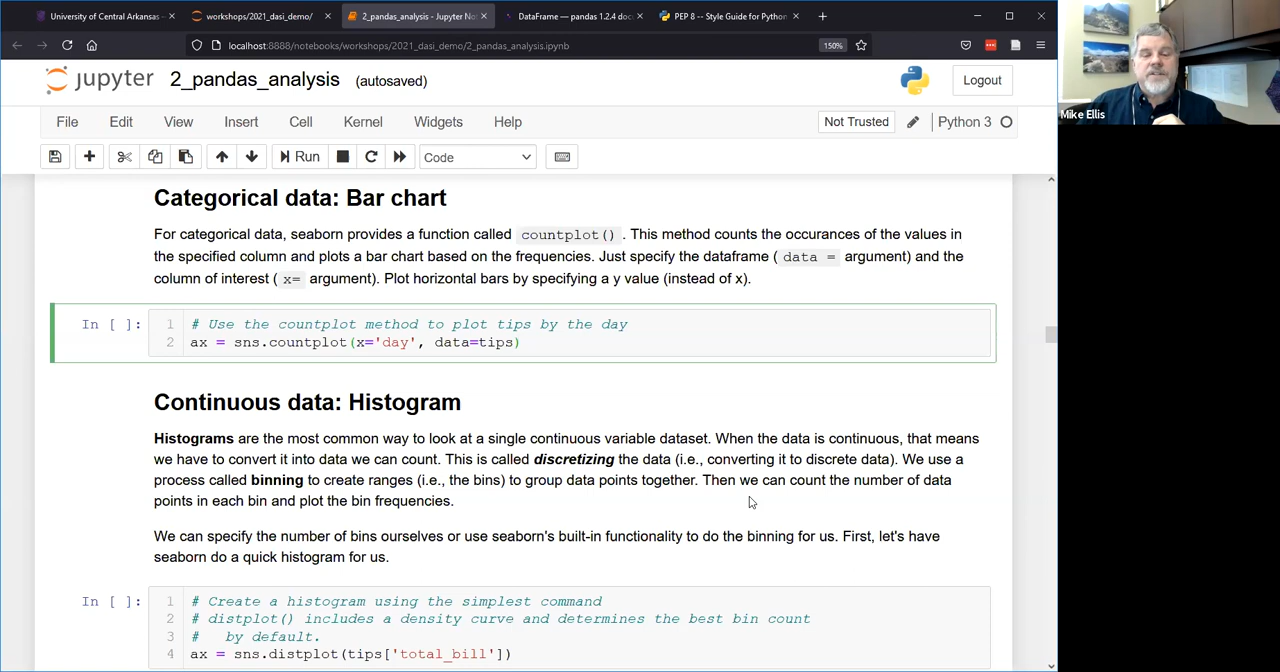 University of Central Arkansas
workshops/2021_dasi_demo/
2_pandas_analysis - Jupyter No
DataFrame — pandas 1.2.4 doc
PEP 8 -- Style Guide for Python
localhost:8888/notebooks/workshops/2021_dasi_demo/2_pandas_analysis.ipynb
150%
jupyter 2_pandas_analysis (autosaved)
Logout
File Edit View Insert Cell Kernel Widgets Help
Not Trusted
Python 3
Run
Code
Mike Ellis
Categorical data: Bar chart
For categorical data, seaborn provides a function called countplot() . This method counts the occurances of the values in
the specified column and plots a bar chart based on the frequencies. Just specify the dataframe ( data = argument) and the
column of interest ( x= argument). Plot horizontal bars by specifying a y value (instead of x).
In [ ]:
1 # Use the countplot method to plot tips by the day
2 ax = sns.countplot(x='day', data=tips)
Continuous data: Histogram
Histograms are the most common way to look at a single continuous variable dataset. When the data is continuous, that means
we have to convert it into data we can count. This is called discretizing the data (i.e., converting it to discrete data). We use a
process called binning to create ranges (i.e., the bins) to group data points together. Then we can count the number of data
points in each bin and plot the bin frequencies.
We can specify the number of bins ourselves or use seaborn's built-in functionality to do the binning for us. First, let's have
seaborn do a quick histogram for us.
In [ ]:
1 # Create a histogram using the simplest command
2 # distplot() includes a density curve and determines the best bin count
3 #   by default.
4 ax = sns.distplot(tips['total_bill'])